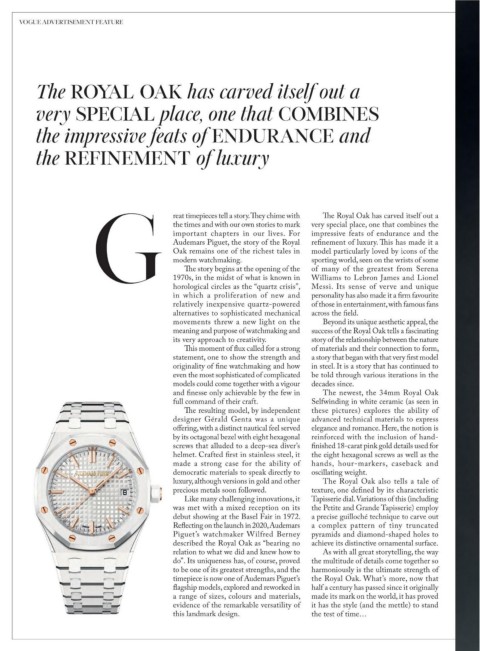 VOGUE ADVERTISEMENT FEATURE
The ROYAL OAK has carved itself out a
very SPECIAL place, one that COMBINES
the impressive feats of ENDURANCE and
the REFINEMENT of luxury
G
reat timepieces tell a story. They chime with
the times and with our own stories to mark
important chapters in our lives. For
Audemars Piguet, the story of the Royal
Oak remains one of the richest tales in
modern watchmaking.
The story begins at the opening of the
1970s, in the midst of what is known in
horological circles as the “quartz crisis”,
in which a proliferation of new and
relatively inexpensive quartz-powered
alternatives to sophisticated mechanical
movements threw a new light on the
meaning and purpose of watchmaking and
its very approach to creativity.
This moment of flux called for a strong
statement, one to show the strength and
originality of fine watchmaking and how
even the most sophisticated of complicated
models could come together with a vigour
and finesse only achievable by the few in
full command of their craft.
The resulting model, by independent
designer Gérald Genta was a unique
offering, with a distinct nautical feel served
by its octagonal bezel with eight hexagonal
screws that alluded to a deep-sea diver’s
helmet. Crafted first in stainless steel, it
made a strong case for the ability of
democratic materials to speak directly to
luxury, although versions in gold and other
precious metals soon followed.
Like many challenging innovations, it
was met with a mixed reception on its
debut showing at the Basel Fair in 1972.
Reflecting on the launch in 2020, Audemars
Piguet’s watchmaker Wilfred Berney
described the Royal Oak as “bearing no
relation to what we did and knew how to
do”. Its uniqueness has, of course, proved
to be one of its greatest strengths, and the
timepiece is now one of Audemars Piguet’s
flagship models, explored and reworked in
a range of sizes, colours and materials,
evidence of the remarkable versatility of
this landmark design.
The Royal Oak has carved itself out a
very special place, one that combines the
impressive feats of endurance and the
refinement of luxury. This has made it a
model particularly loved by icons of the
sporting world, seen on the wrists of some
of many of the greatest from Serena
Williams to Lebron James and Lionel
Messi. Its sense of verve and unique
personality has also made it a firm favourite
of those in entertainment, with famous fans
across the field.
Beyond its unique aesthetic appeal, the
success of the Royal Oak tells a fascinating
story of the relationship between the nature
of materials and their connection to form,
a story that began with that very first model
in steel. It is a story that has continued to
be told through various iterations in the
decades since.
The newest, the 34mm Royal Oak
Selfwinding in white ceramic (as seen in
these pictures) explores the ability of
advanced technical materials to express
elegance and romance. Here, the notion is
reinforced with the inclusion of hand-
finished 18-carat pink gold details used for
the eight hexagonal screws as well as the
hands, hour-markers, caseback and
oscillating weight.
The Royal Oak also tells a tale of
texture, one defined by its characteristic
Tapisserie dial. Variations of this (including
the Petite and Grande Tapisserie) employ
a precise guilloché technique to carve out
a complex pattern of tiny truncated
pyramids and diamond-shaped holes to
achieve its distinctive ornamental surface.
As with all great storytelling, the way
the multitude of details come together so
harmoniously is the ultimate strength of
the Royal Oak. What’s more, now that
half a century has passed since it originally
made its mark on the world, it has proved
it has the style (and the mettle) to stand
the test of time…